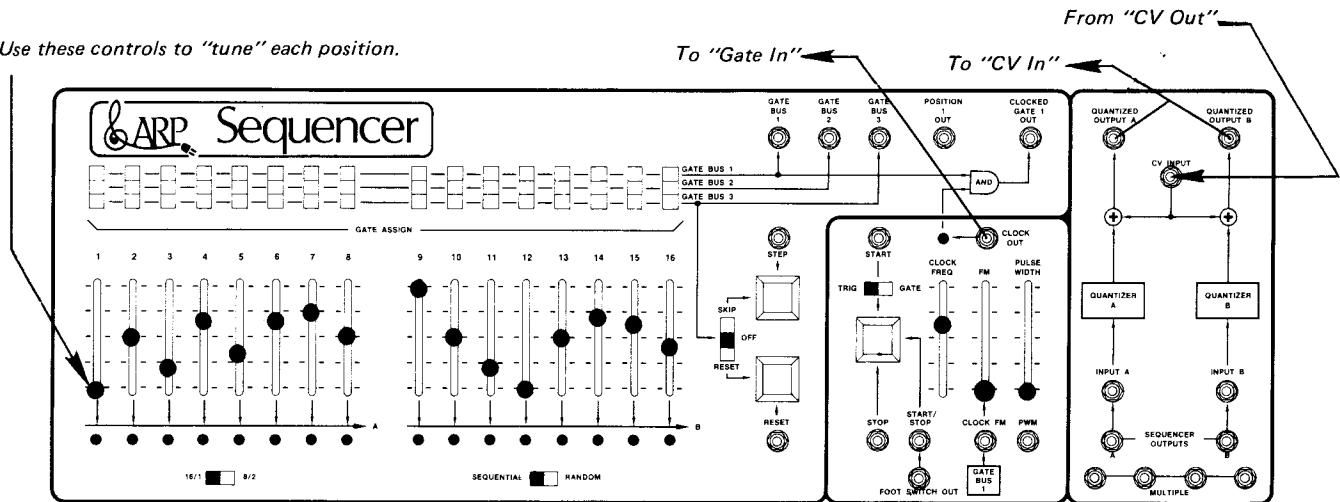 From "CV Out"
Use these controls to "tune" each position.
To "Gate In"
To "CV In"
ARP Sequencer
GATE BUS 1
GATE BUS 2
GATE BUS 3
POSITION 1 OUT
CLOCKED GATE 1 OUT
QUANTIZED OUTPUT A
QUANTIZED OUTPUT B
CV INPUT
GATE BUS 1
GATE BUS 2
GATE BUS 3
AND
GATE ASSIGN
1 2 3 4 5 6 7 8 9 10 11 12 13 14 15 16
STEP
START
CLOCK OUT
CLOCK FREQ
FM
PULSE WIDTH
TRIG
GATE
SKIP
OFF
RESET
QUANTIZER A
QUANTIZER B
INPUT A
INPUT B
A
B
RESET
STOP
START/STOP
CLOCK FM
PWM
SEQUENCER OUTPUTS
A
B
16/1
8/2
SEQUENTIAL
RANDOM
FOOT SWITCH OUT
GATE BUS 1
MULTIPLE